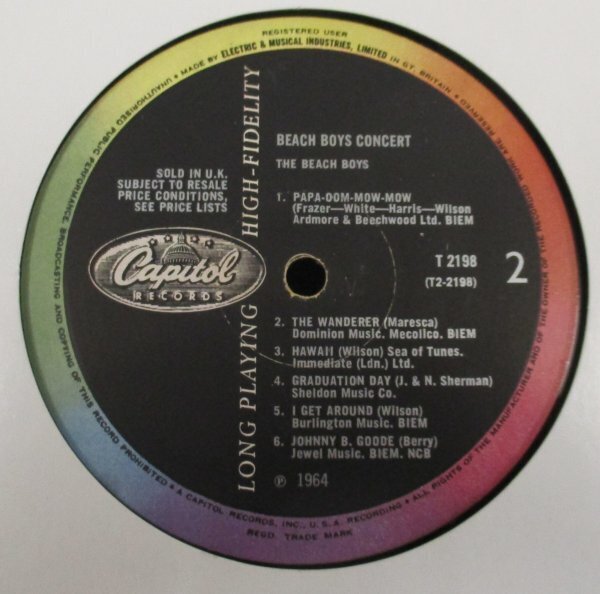 REGISTERED USER
UNAUTHORISED PUBLIC PERFORMANCE, BROADCASTING AND COPYING OF THIS RECORD PROHIBITED • A CAPITOL RECORDS, INC., U.S.A. RECORDING • ALL RIGHTS OF THE MANUFACTURER AND OF THE OWNER OF THE RECORDED WORK ARE RESERVED
• MADE BY ELECTRIC & MUSICAL INDUSTRIES, LIMITED IN GT. BRITAIN •
REGD. TRADE MARK
LONG PLAYING HIGH-FIDELITY
SOLD IN U.K.
SUBJECT TO RESALE
PRICE CONDITIONS,
SEE PRICE LISTS
Capitol
RECORDS
BEACH BOYS CONCERT
THE BEACH BOYS
1. PAPA-OOM-MOW-MOW
(Frazer—White—Harris—Wilson
Ardmore & Beechwood Ltd. BIEM
T 2198
(T2-2198)
2
2. THE WANDERER (Maresca)
Dominion Music. Mecolico. BIEM
3. HAWAII (Wilson) Sea of Tunes.
Immediate (Ldn.) Ltd.
4. GRADUATION DAY (J. & N. Sherman)
Sheldon Music Co.
5. I GET AROUND (Wilson)
Burlington Music. BIEM
6. JOHNNY B. GOODE (Berry)
Jewel Music. BIEM. NCB
℗ 1964